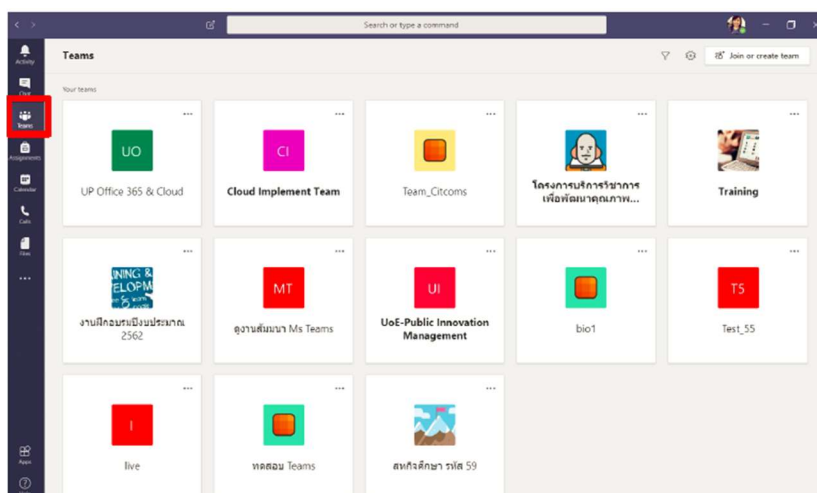 Search or type a command
Activity
Chat
Teams
Assignments
Calendar
Calls
Files
Apps
Teams
Join or create team
Your teams
UO
UP Office 365 & Cloud
CI
Cloud Implement Team
Team_Citcoms
โครงการบริการวิชาการ
เพื่อพัฒนาคุณภาพ...
Training
NING &
ELOPM
งานฝึกอบรมปีงบประมาณ
2562
MT
ดูงานสัมมนา Ms Teams
UI
UoE-Public Innovation
Management
bio1
T5
Test_55
I
live
ทดสอบ Teams
สหกิจศึกษา รหัส 59